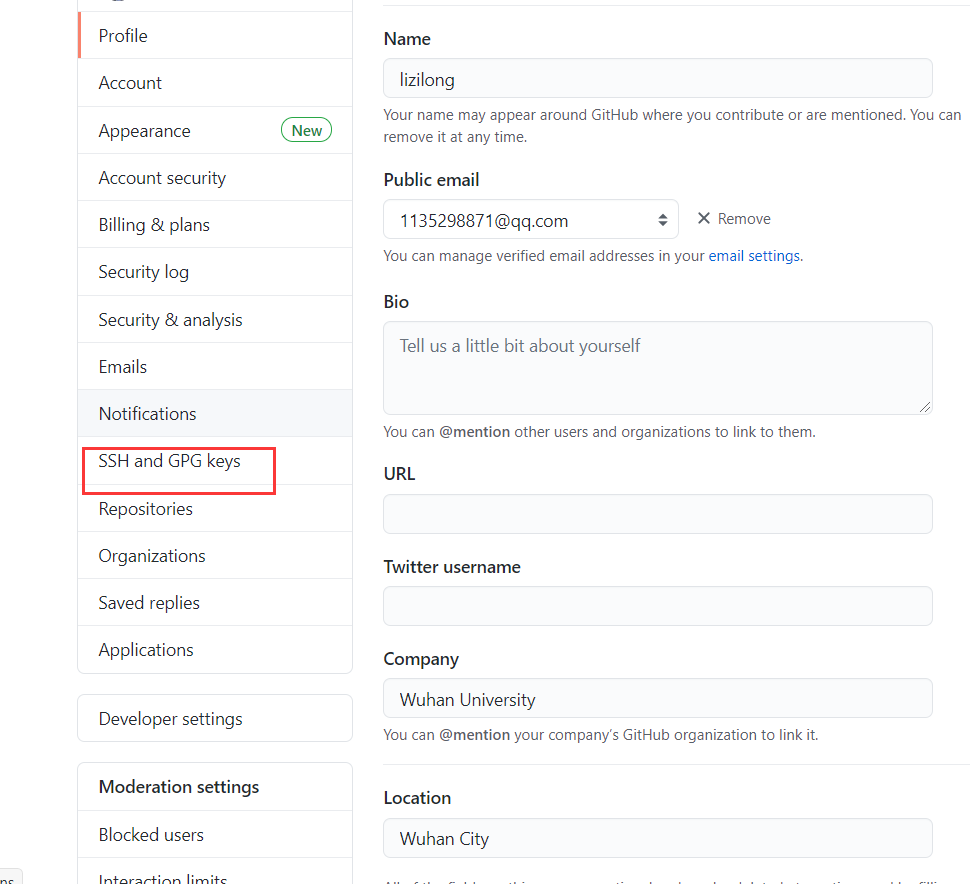 Profile
Account
Appearance
New
Account security
Billing & plans
Security log
Security & analysis
Emails
Notifications
SSH and GPG keys
Repositories
Organizations
Saved replies
Applications
Developer settings
Moderation settings
Blocked users
Interaction limits
Name
lizilong
Your name may appear around GitHub where you contribute or are mentioned. You can
remove it at any time.
Public email
1135298871@qq.com
Remove
You can manage verified email addresses in your email settings.
Bio
Tell us a little bit about yourself
You can @mention other users and organizations to link to them.
URL
Twitter username
Company
Wuhan University
You can @mention your company's GitHub organization to link it.
Location
Wuhan City